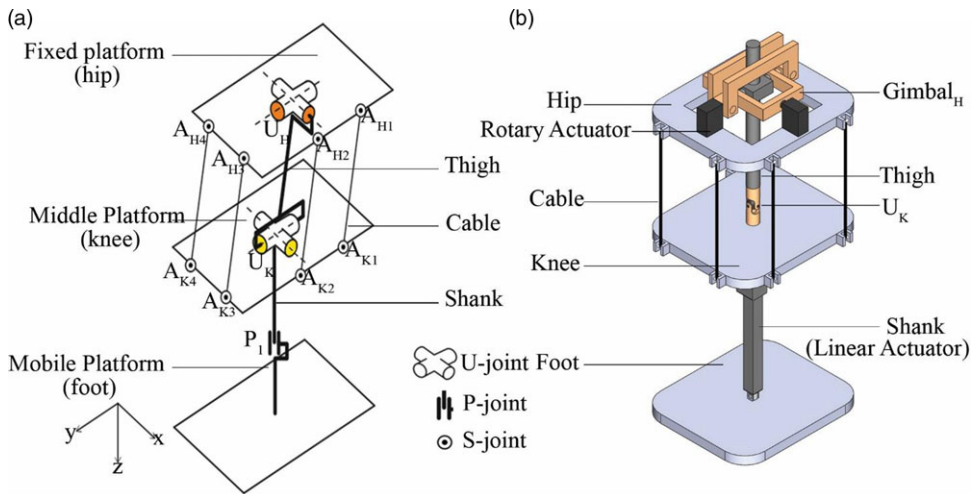 (a)
Fixed platform
(hip)
A_H4
A_H3
U_H
A_H2
A_H1
Thigh
Middle Platform
(knee)
Cable
U_K
A_K4
A_K3
A_K2
A_K1
Shank
P_1
Mobile Platform
(foot)
y
z
x
U-joint
P-joint
S-joint
(b)
Hip
Gimbal_H
Rotary Actuator
Cable
Thigh
U_K
Knee
Shank
(Linear Actuator)
Foot